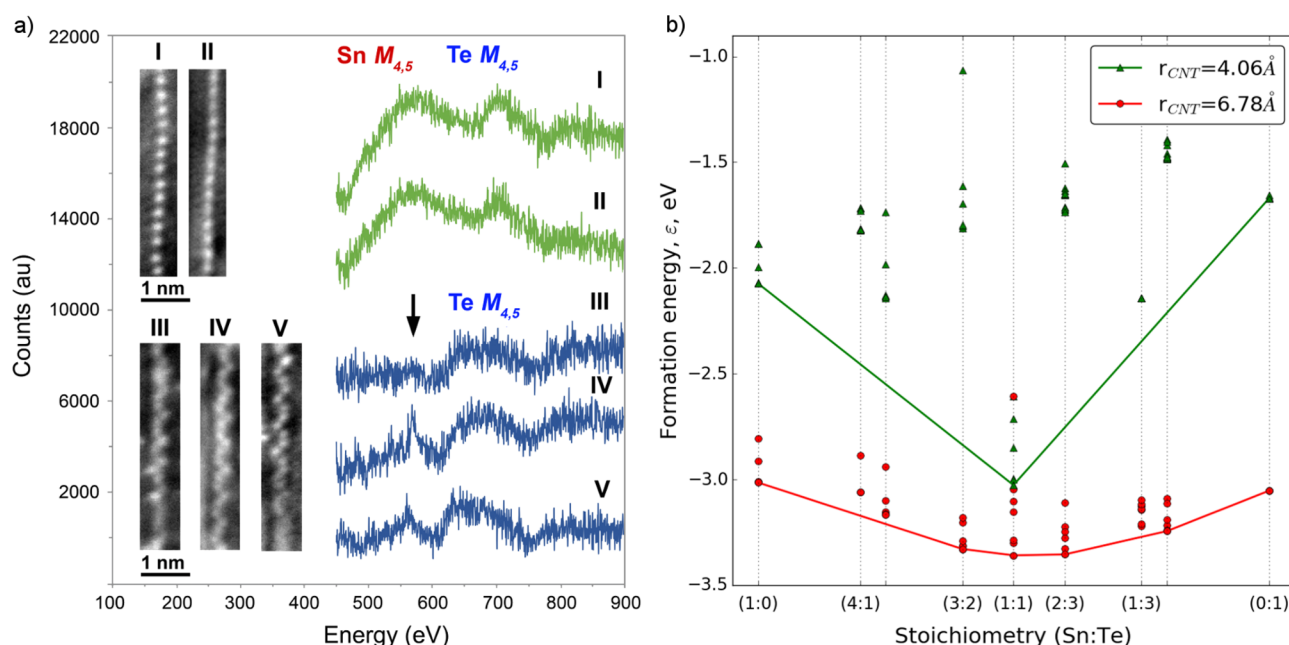 a)
22000
18000
14000
10000
6000
2000
Counts (au)
I II
1 nm
III IV V
1 nm
Sn M4,5 Te M4,5
I
II
Te M4,5
III
IV
V
100 200 300 400 500 600 700 800 900
Energy (eV)
b)
−1.0
−1.5
−2.0
−2.5
−3.0
−3.5
Formation energy, ε, eV
rCNT=4.06Å
rCNT=6.78Å
(1:0) (4:1) (3:2) (1:1) (2:3) (1:3) (0:1)
Stoichiometry (Sn:Te)